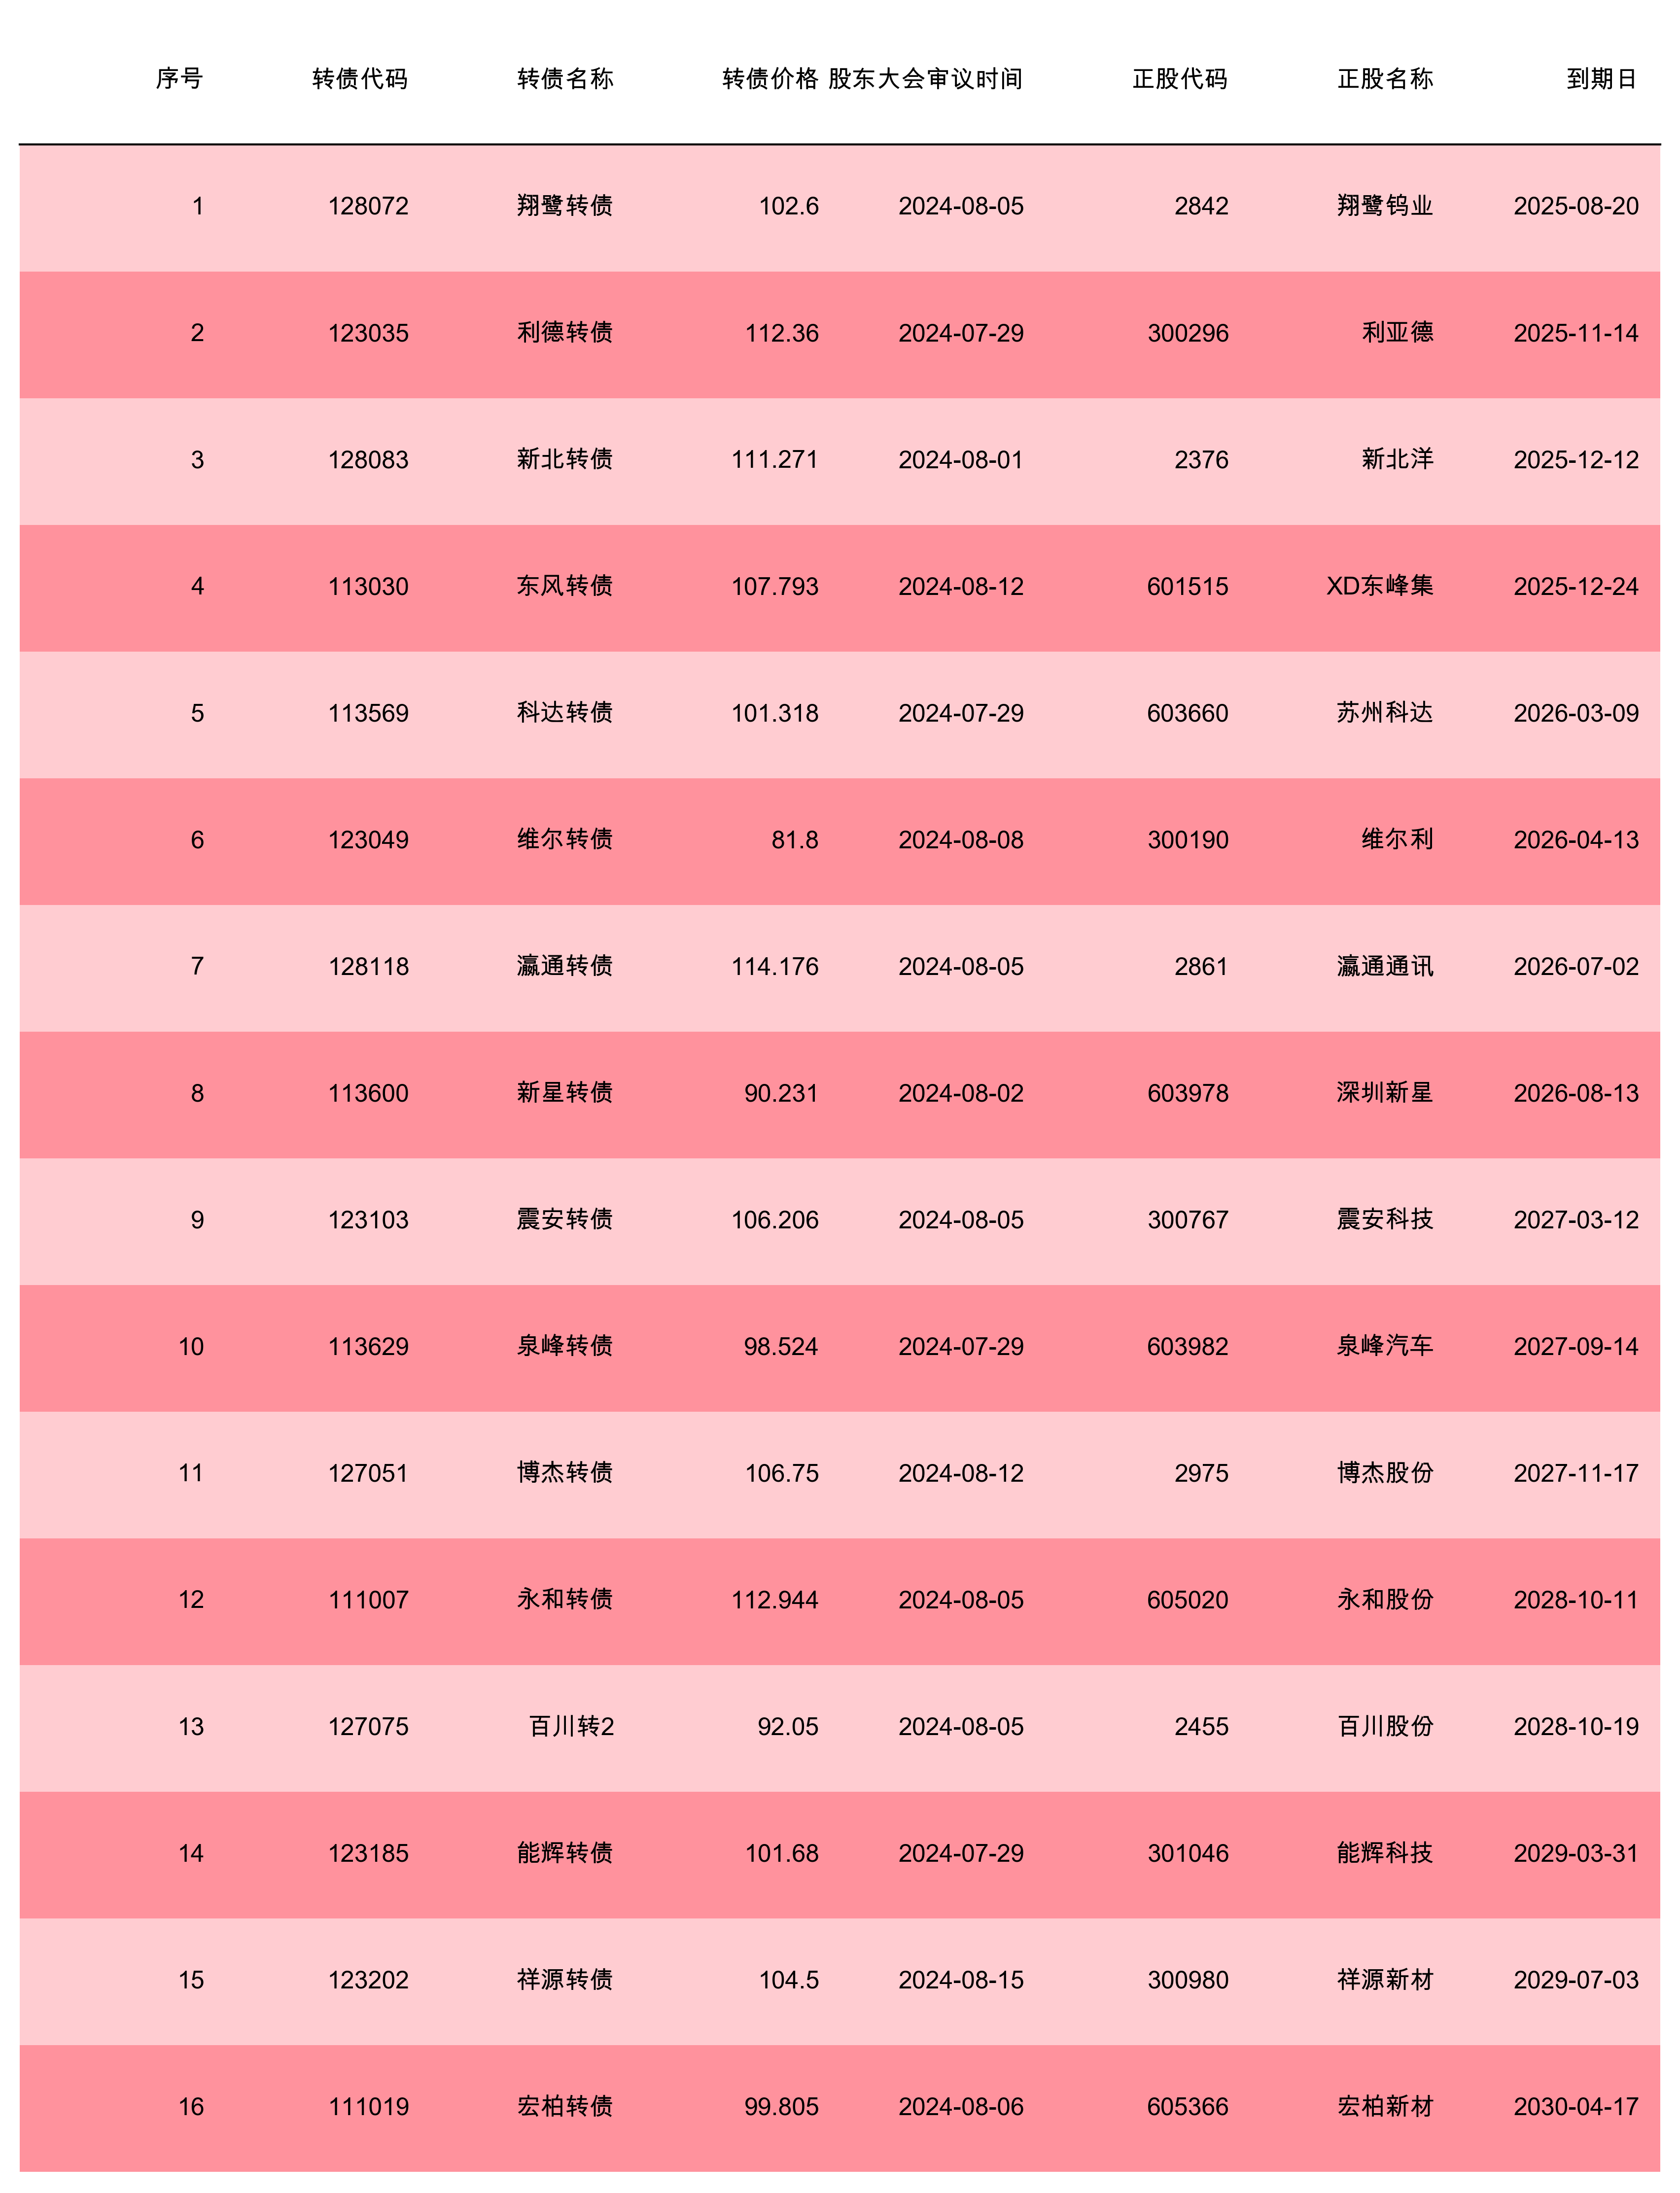 序号 转债代码 转债名称 转债价格 股东大会审议时间 正股代码 正股名称 到期日
1 128072 翔鹭转债 102.6 2024-08-05 2842 翔鹭钨业 2025-08-20
2 123035 利德转债 112.36 2024-07-29 300296 利亚德 2025-11-14
3 128083 新北转债 111.271 2024-08-01 2376 新北洋 2025-12-12
4 113030 东风转债 107.793 2024-08-12 601515 XD东峰集 2025-12-24
5 113569 科达转债 101.318 2024-07-29 603660 苏州科达 2026-03-09
6 123049 维尔转债 81.8 2024-08-08 300190 维尔利 2026-04-13
7 128118 瀛通转债 114.176 2024-08-05 2861 瀛通通讯 2026-07-02
8 113600 新星转债 90.231 2024-08-02 603978 深圳新星 2026-08-13
9 123103 震安转债 106.206 2024-08-05 300767 震安科技 2027-03-12
10 113629 泉峰转债 98.524 2024-07-29 603982 泉峰汽车 2027-09-14
11 127051 博杰转债 106.75 2024-08-12 2975 博杰股份 2027-11-17
12 111007 永和转债 112.944 2024-08-05 605020 永和股份 2028-10-11
13 127075 百川转2 92.05 2024-08-05 2455 百川股份 2028-10-19
14 123185 能辉转债 101.68 2024-07-29 301046 能辉科技 2029-03-31
15 123202 祥源转债 104.5 2024-08-15 300980 祥源新材 2029-07-03
16 111019 宏柏转债 99.805 2024-08-06 605366 宏柏新材 2030-04-17